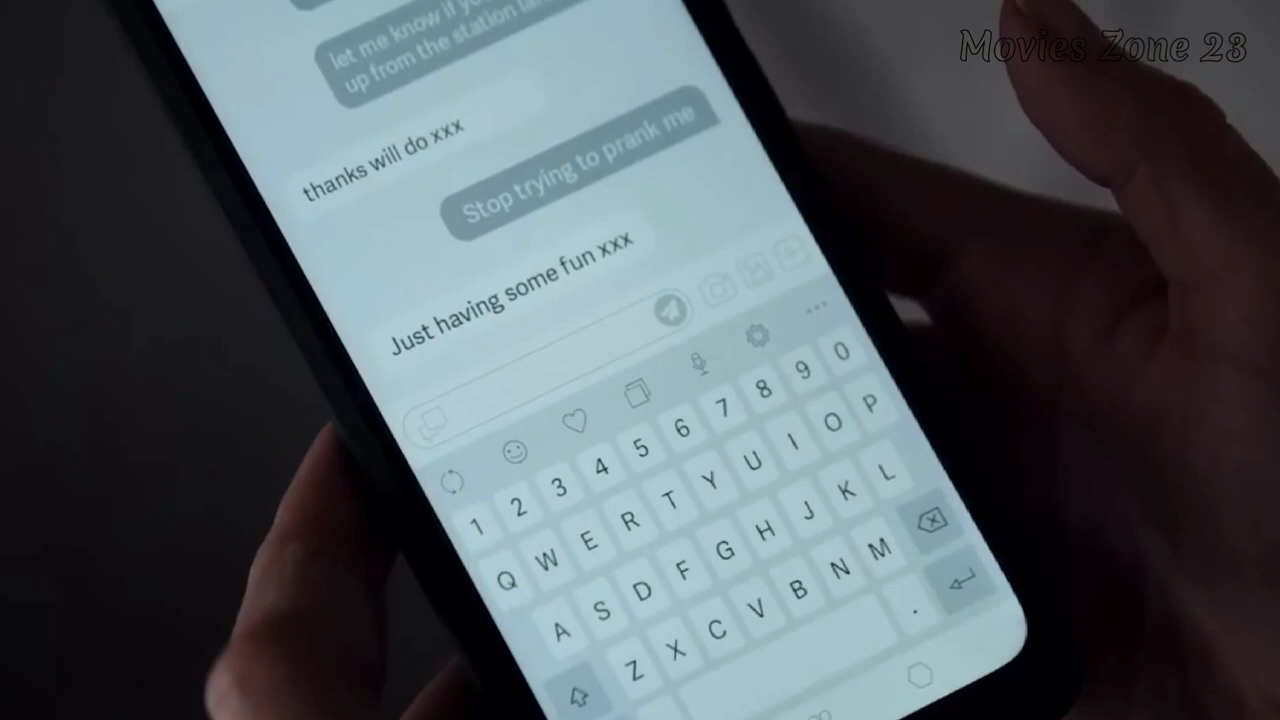 Movies Zone 23
let me know if
up from the station
thanks will do xxx
Stop trying to prank me
Just having some fun xxx
1 2 3 4 5 6 7 8 9 0
Q W E R T Y U I O P
A S D F G H J K L
Z X C V B N M
.